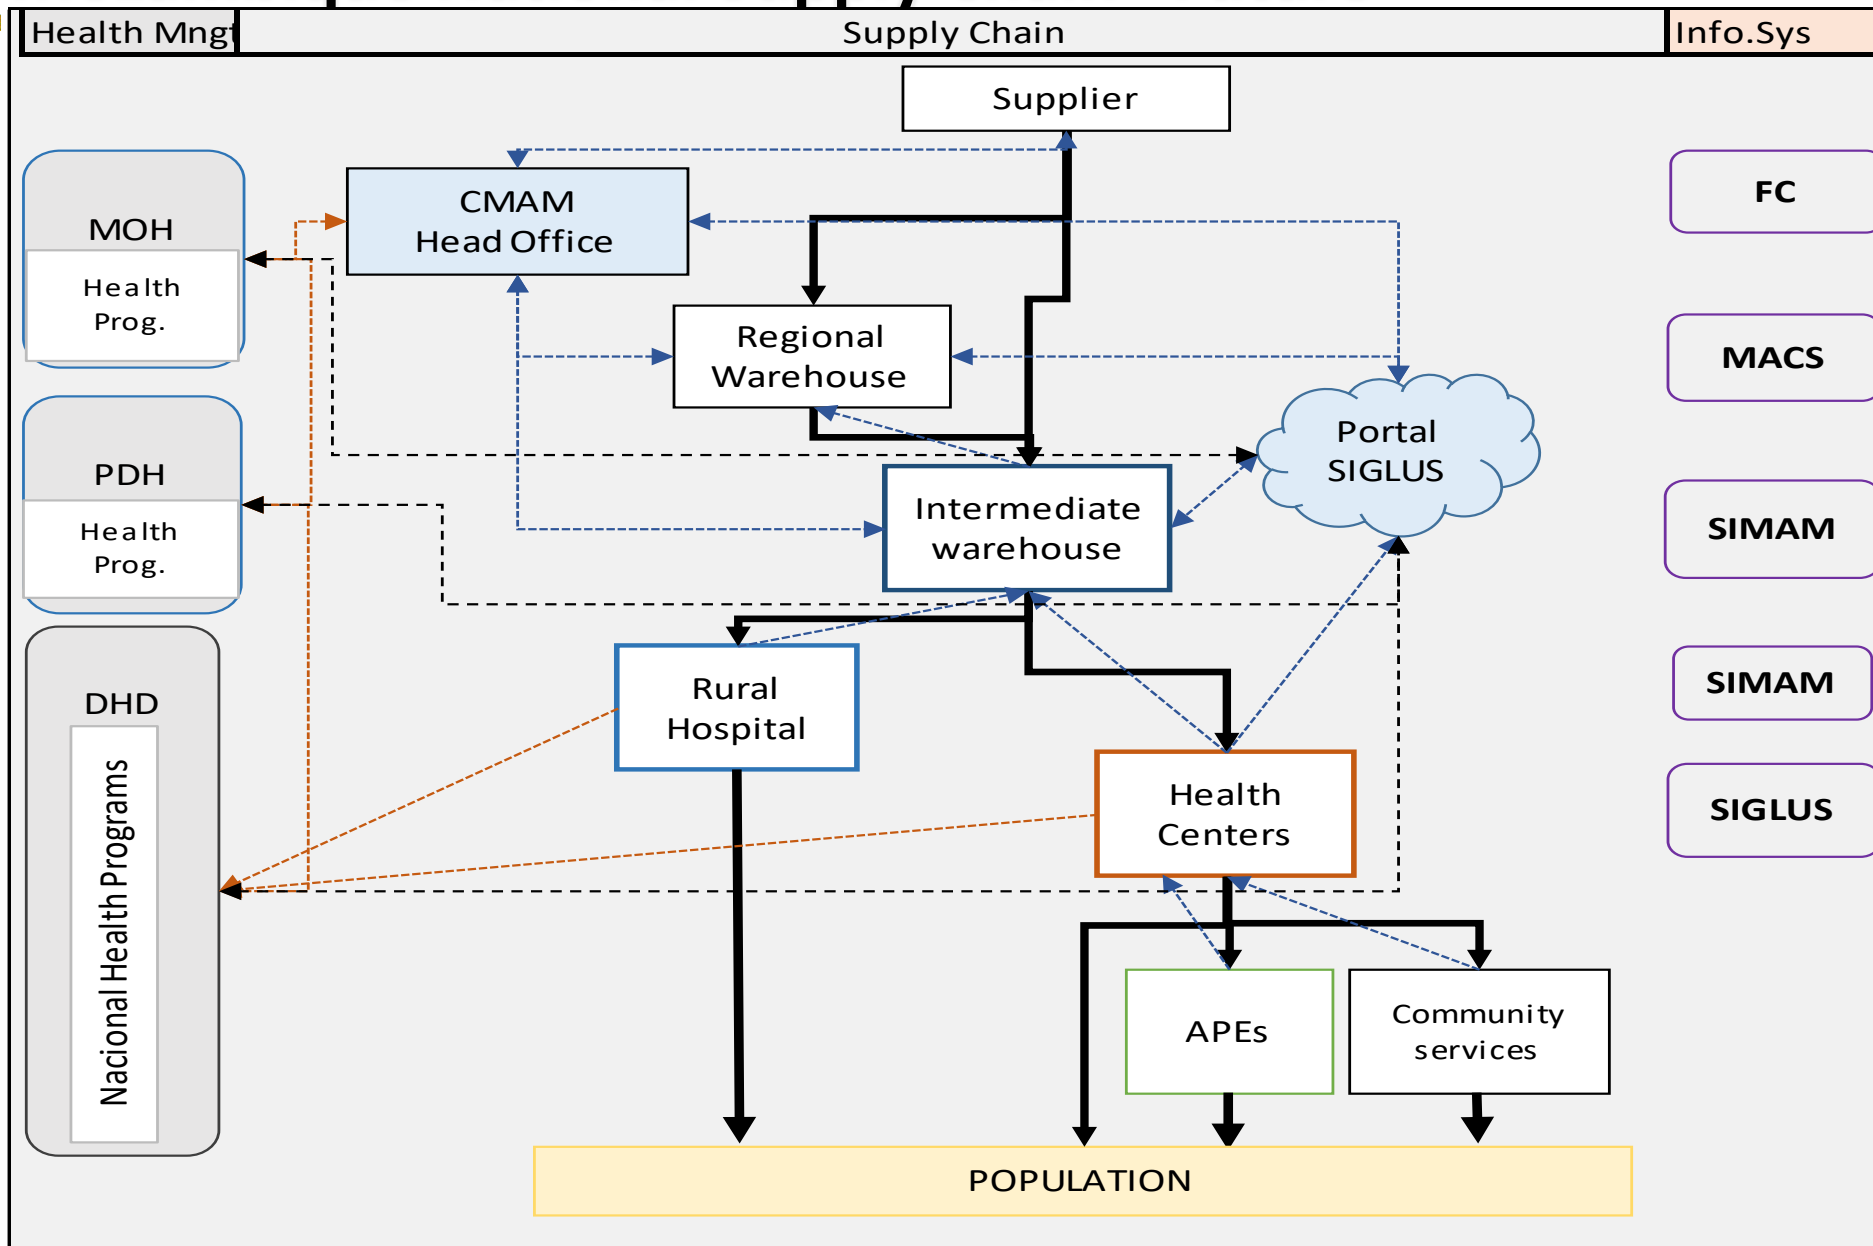 Health Mngt
Supply Chain
Info.Sys
Supplier
CMAM
Head Office
MOH
Health
Prog.
FC
Regional
Warehouse
MACS
Portal
SIGLUS
PDH
Health
Prog.
Intermediate
warehouse
SIMAM
Rural
Hospital
SIMAM
DHD
Nacional Health Programs
Health
Centers
SIGLUS
APEs
Community
services
POPULATION